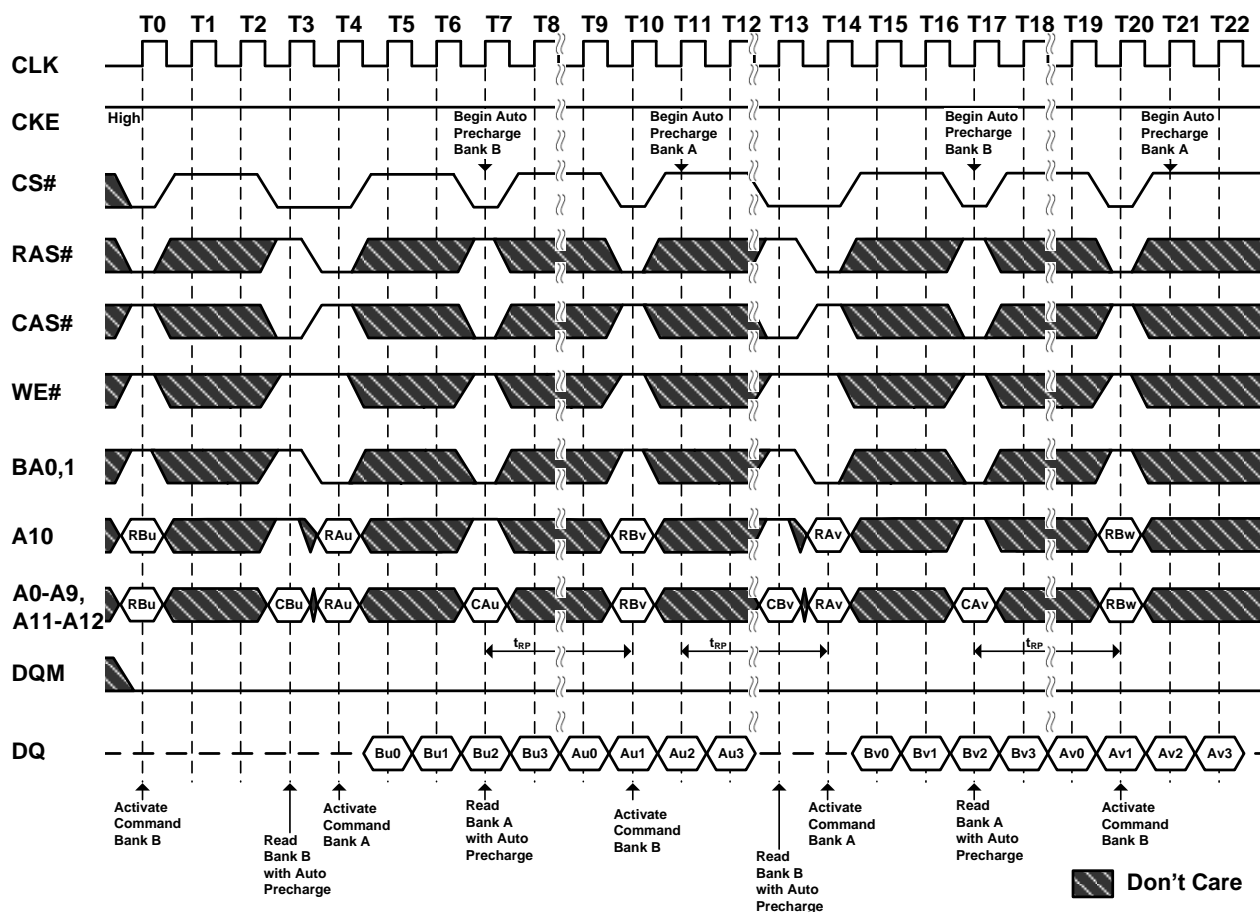 T0 T1 T2 T3 T4 T5 T6 T7 T8 T9 T10 T11 T12 T13 T14 T15 T16 T17 T18 T19 T20 T21 T22
CLK
CKE
High
Begin Auto
Precharge
Bank B
Begin Auto
Precharge
Bank A
Begin Auto
Precharge
Bank B
Begin Auto
Precharge
Bank A
CS#
RAS#
CAS#
WE#
BA0,1
A10
RBu RAu RBv RAv RBw
A0-A9,
A11-A12
RBu CBu RAu CAu RBv CBv RAv CAv RBw
tRP tRP tRP
DQM
DQ
Bu0 Bu1 Bu2 Bu3 Au0 Au1 Au2 Au3 Bv0 Bv1 Bv2 Bv3 Av0 Av1 Av2 Av3
Activate
Command
Bank B
Read
Bank B
with Auto
Precharge
Activate
Command
Bank A
Read
Bank A
with Auto
Precharge
Activate
Command
Bank B
Read
Bank B
with Auto
Precharge
Activate
Command
Bank A
Read
Bank A
with Auto
Precharge
Activate
Command
Bank B
Don't Care